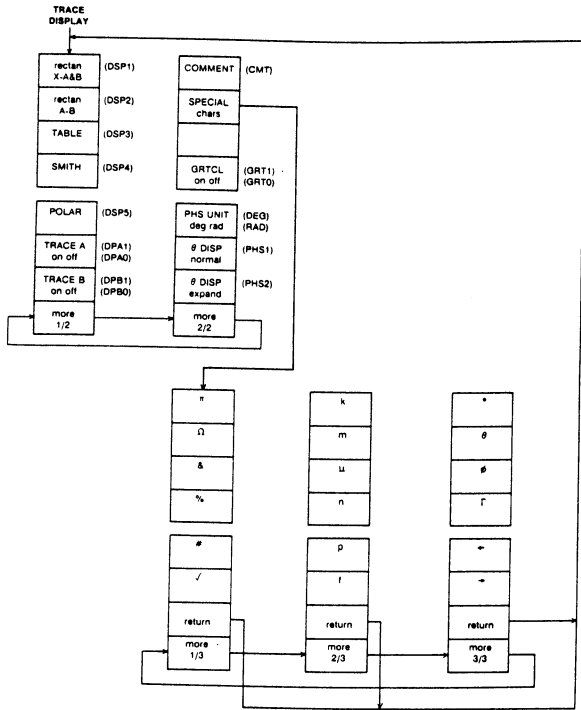 TRACE
DISPLAY
rectan
X-A&B
(DSP1)
rectan
A-B
(DSP2)
TABLE
(DSP3)
SMITH
(DSP4)
POLAR
(DSP5)
TRACE A
on off
(DPA1)
(DPA0)
TRACE B
on off
(DPB1)
(DPB0)
more
1/2
COMMENT
(CMT)
SPECIAL
chars
GRTCL
on off
(GRT1)
(GRT0)
PHS UNIT
deg rad
(DEG)
(RAD)
θ DISP
normal
(PHS1)
θ DISP
expand
(PHS2)
more
2/2
π
Ω
&
%
#
√
return
more
1/3
k
m
μ
n
p
f
return
more
2/3
θ
ø
Γ
←
return
more
3/3